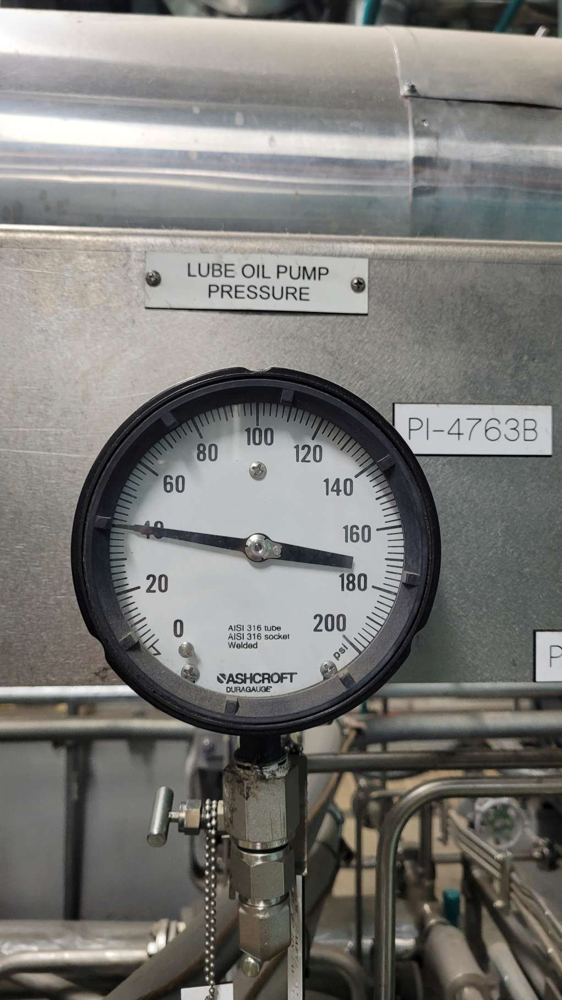 LUBE OIL PUMP
PRESSURE
PI-4763B
100
80
120
60
140
40
160
20
180
0
200
psi
AISI 316 tube
AISI 316 socket
Welded
ASHCROFT
DURAGAUGE
P